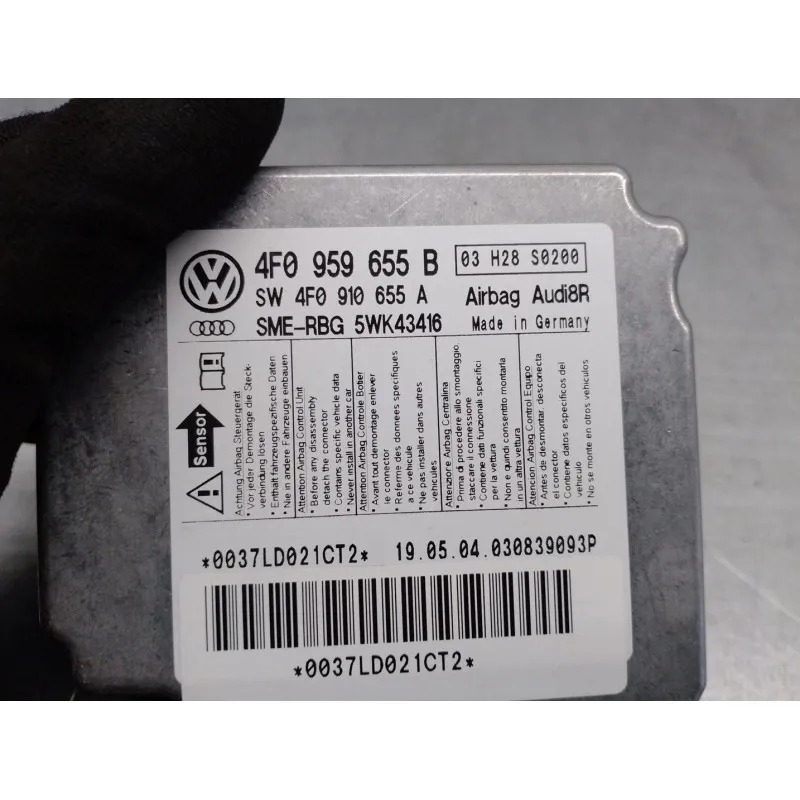 4F0 959 655 B
03 H28 S0200
SW 4F0 910 655 A
Airbag Audi8R
SME-RBG 5WK43416
Made in Germany
Sensor
Achtung Airbag Steuergerät
• Vor jeder Demontage die Steck-
verbindung lösen
• Enthält fahrzeugspezifische Daten
• Nie in andere Fahrzeuge einbauen
Attention Airbag Control Unit
• Before any disassembly
detach the connector
• Contains specific vehicle data
• Never install in another car
Attention Airbag Controle Boitier
• Avant tout démontage enlever
le connector
• Referme des donnees specifiques
a ce vehicule
• Ne pas installer dans autres
vehicules
Attenzione Airbag Centralina
• Prima di procedere allo smontaggio
staccare il connessione
• Contiene dati funzionali specifici
per la vettura
• Non e quindi consentito montarla
in un altra vettura
Atencion Airbag Control Equipo
• Antes de desmontar. desconecta
el conector
• Contiene datos especificos del
vehiculo
• No se monte en otros vehiculos
*0037LD021CT2*
19.05.04.030839093P
*0037LD021CT2*